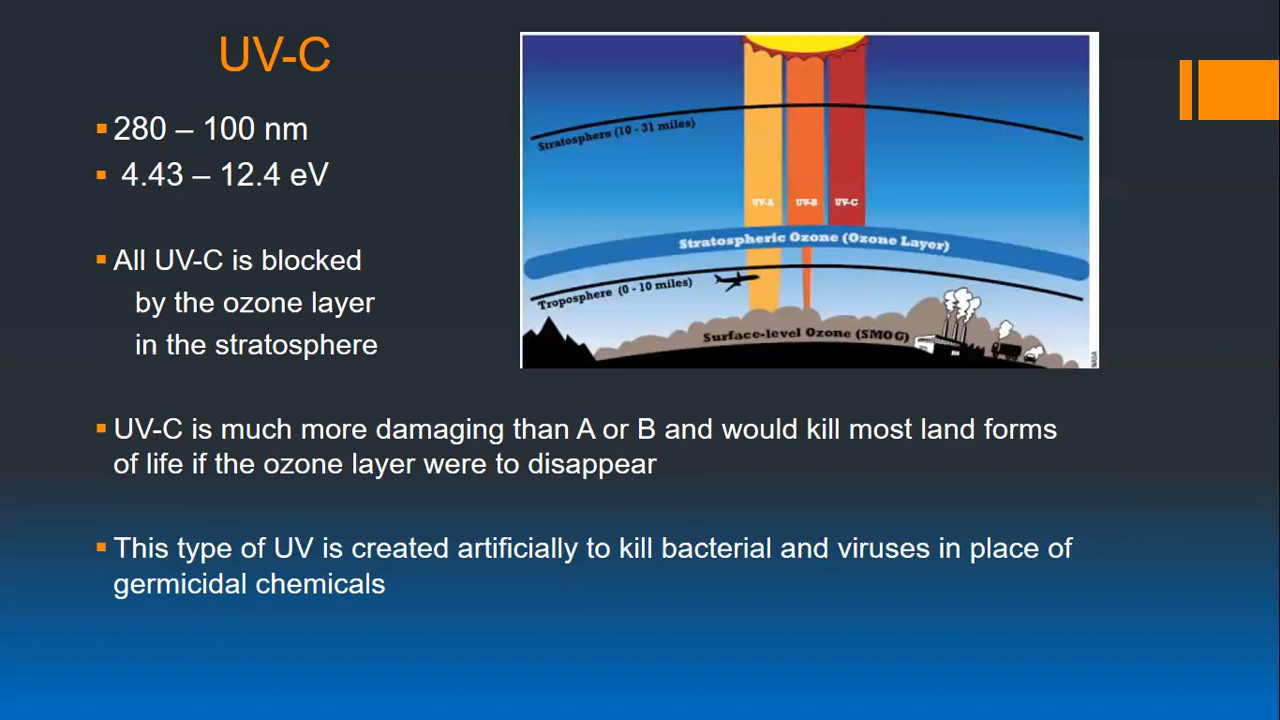 UV-C
280 – 100 nm
4.43 – 12.4 eV
All UV-C is blocked
by the ozone layer
in the stratosphere
UV-C is much more damaging than A or B and would kill most land forms
of life if the ozone layer were to disappear
This type of UV is created artificially to kill bacterial and viruses in place of
germicidal chemicals
Stratosphere (10 - 31 miles)
UV-A UV-B UV-C
Stratospheric Ozone (Ozone Layer)
Troposphere (0 - 10 miles)
Surface-level Ozone (SMOG)
NASA